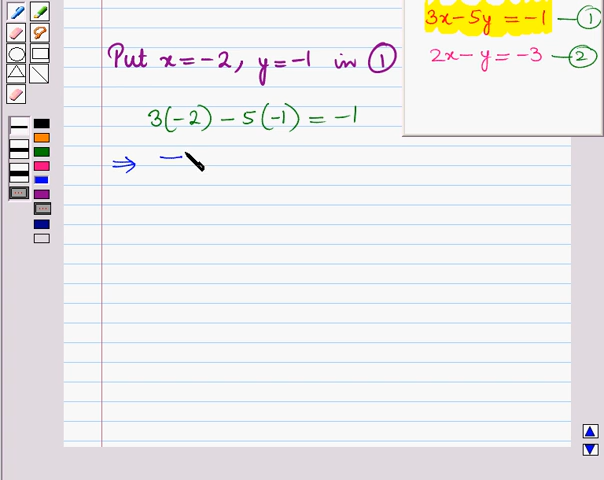 3x-5y=-1 — ①
2x-y=-3 — ②
Put x=-2, y=-1 in ①
3(-2)-5(-1)=-1
⇒ -